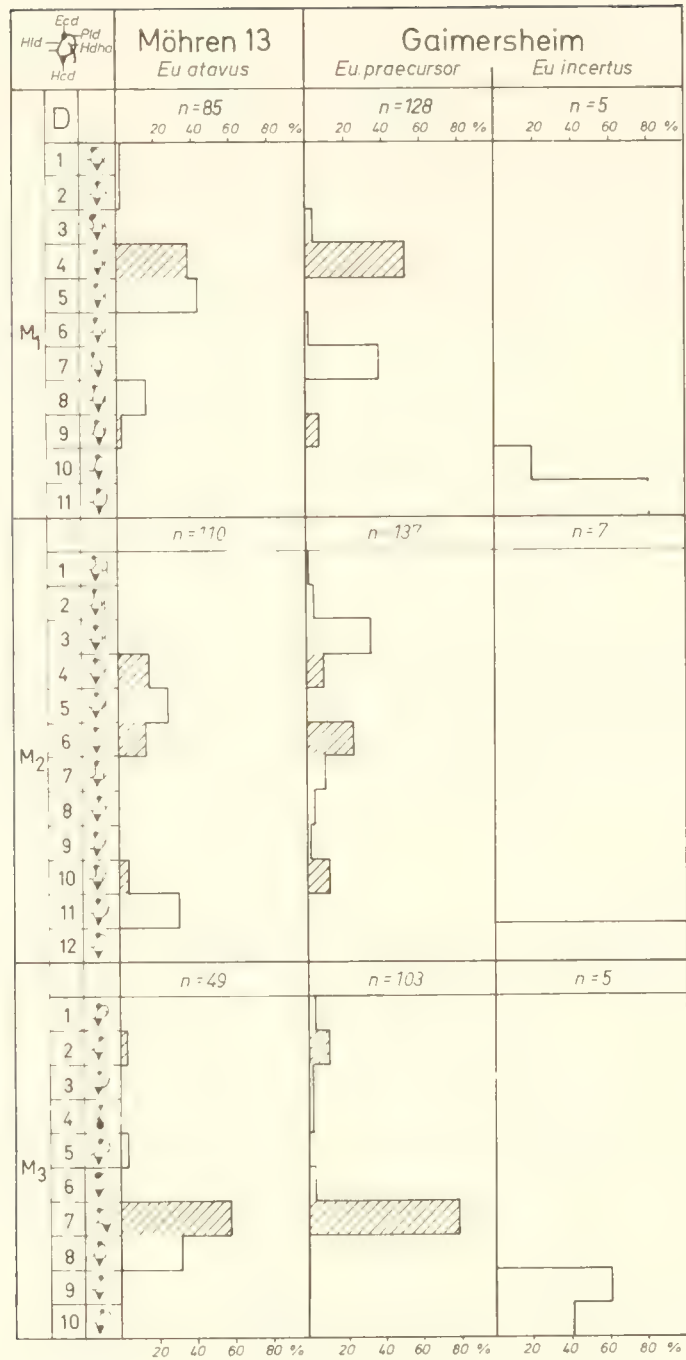 Ecd
Hld Pld
Hdha
Hcd
Möhren 13 Gaimersheim
Eu atavus Eu. praecursor Eu incertus
D n=85 n=128 n=5
20 40 60 80 % 20 40 60 80 % 20 40 60 80 %
1
2
3
4
5
M1 6
7
8
9
10
11
n=110 n=137 n=7
1
2
3
4
5
6
M2 7
8
9
10
11
12
n=49 n=103 n=5
1
2
3
4
5
M3 6
7
8
9
10
20 40 60 80 % 20 40 60 80 % 20 40 60 80 %